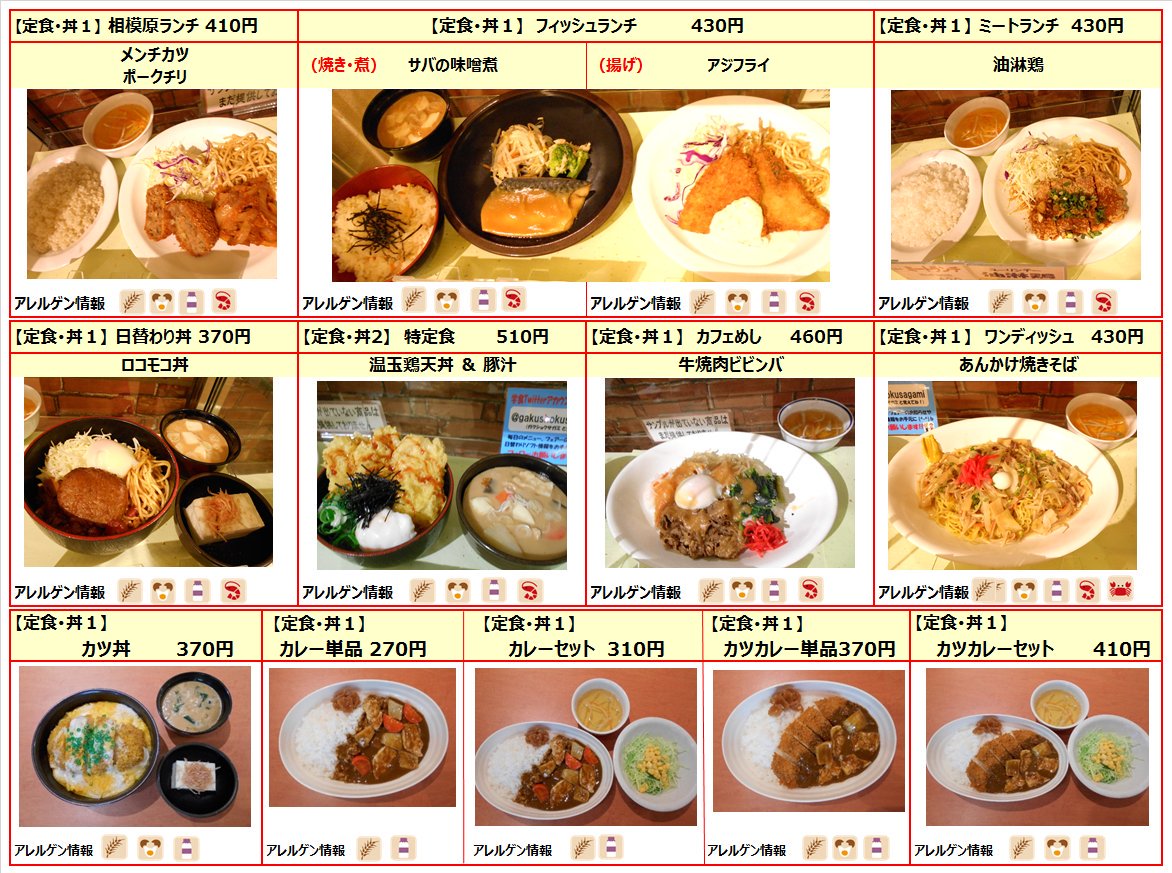 【定食・丼１】 相模原ランチ 410円
メンチカツ
ポークチリ
アレルゲン情報
【定食・丼１】 フィッシュランチ 430円
(焼き・煮) サバの味噌煮
(揚げ) アジフライ
アレルゲン情報
アレルゲン情報
【定食・丼１】 ミートランチ 430円
油淋鶏
アレルゲン情報
【定食・丼１】 日替わり丼 370円
ロコモコ丼
アレルゲン情報
【定食・丼２】 特定食 510円
温玉鶏天丼 ＆ 豚汁
学食Twitterアカウン
アレルゲン情報
【定食・丼１】 カフェめし 460円
牛焼肉ビビンバ
アレルゲン情報
【定食・丼１】 ワンディッシュ 430円
あんかけ焼きそば
アレルゲン情報
【定食・丼１】
カツ丼 370円
アレルゲン情報
【定食・丼１】
カレー単品 270円
アレルゲン情報
【定食・丼１】
カレーセット 310円
アレルゲン情報
【定食・丼１】
カツカレー単品370円
アレルゲン情報
【定食・丼１】
カツカレーセット 410円
アレルゲン情報